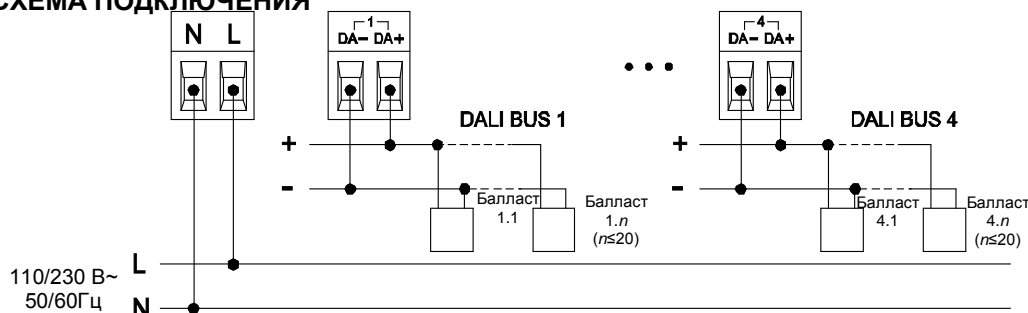 СХЕМА ПОДКЛЮЧЕНИЯ
N L
1
DA- DA+
4
DA- DA+
DALI BUS 1
DALI BUS 4
+
+
-
-
Балласт
1.1
Балласт
1.n
(n≤20)
Балласт
4.1
Балласт
4.n
(n≤20)
110/230 В~
50/60Гц
L
N